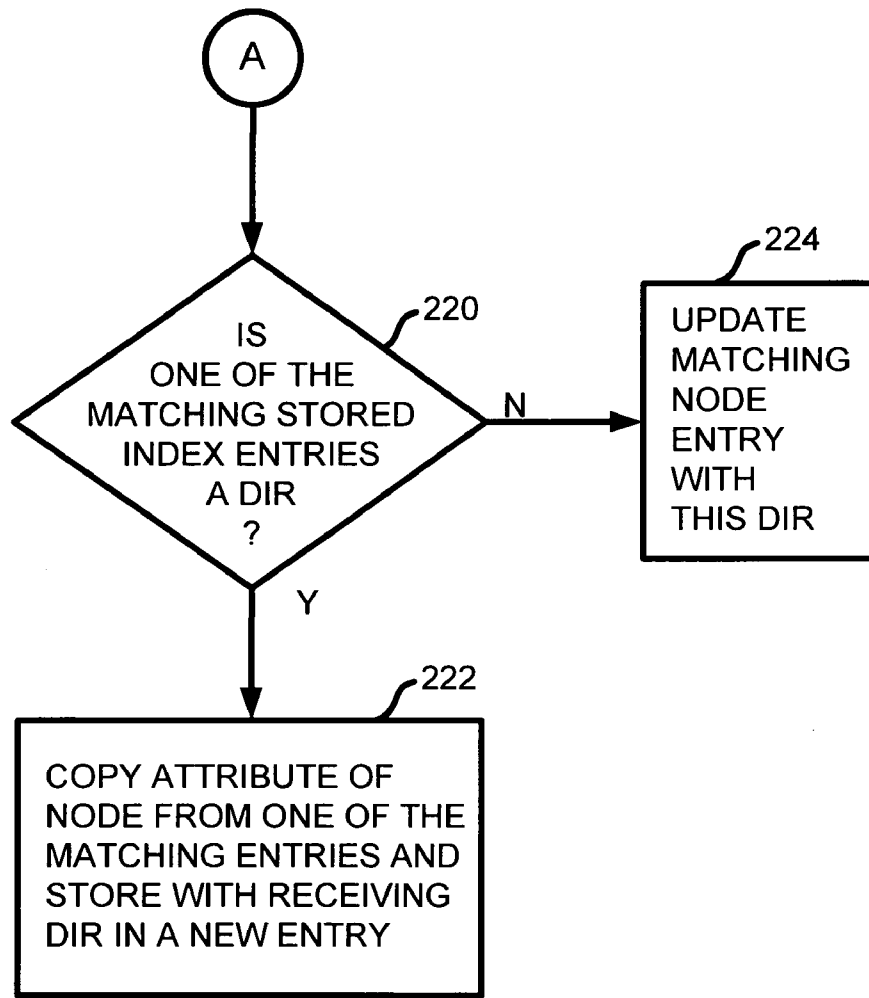 A
220
IS
ONE OF THE
MATCHING STORED
INDEX ENTRIES
A DIR
?
N
Y
224
UPDATE
MATCHING
NODE
ENTRY
WITH
THIS DIR
222
COPY ATTRIBUTE OF
NODE FROM ONE OF THE
MATCHING ENTRIES AND
STORE WITH RECEIVING
DIR IN A NEW ENTRY